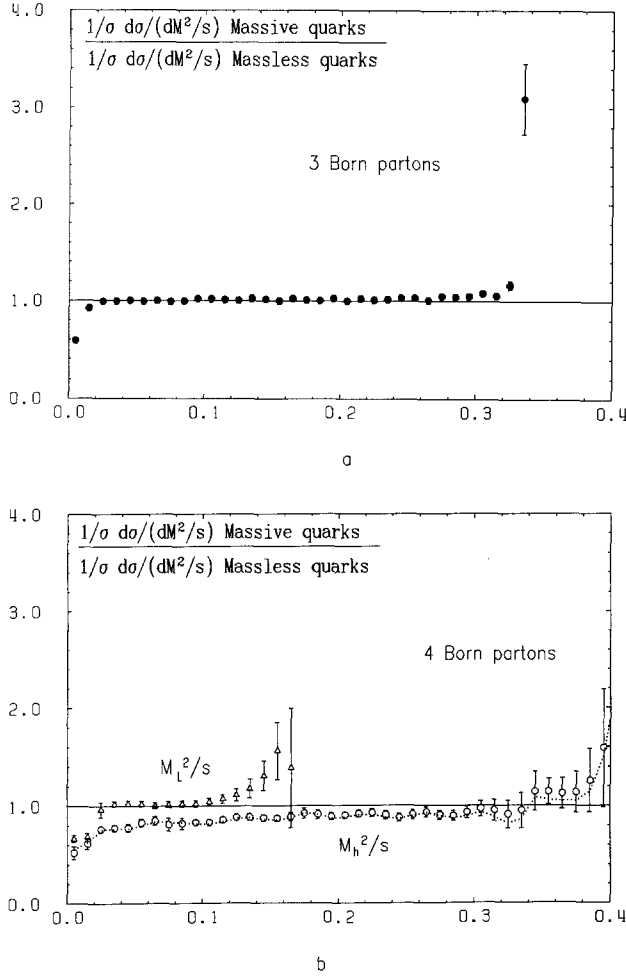 4.0
1/σ dσ/(dM²/s) Massive quarks
1/σ dσ/(dM²/s) Massless quarks
3.0
3 Born partons
2.0
1.0
0.0
0.0 0.1 0.2 0.3 0.4
a
4.0
1/σ dσ/(dM²/s) Massive quarks
1/σ dσ/(dM²/s) Massless quarks
3.0
4 Born partons
2.0
M_L²/s
1.0
M_h²/s
0.0
0.0 0.1 0.2 0.3 0.4
b